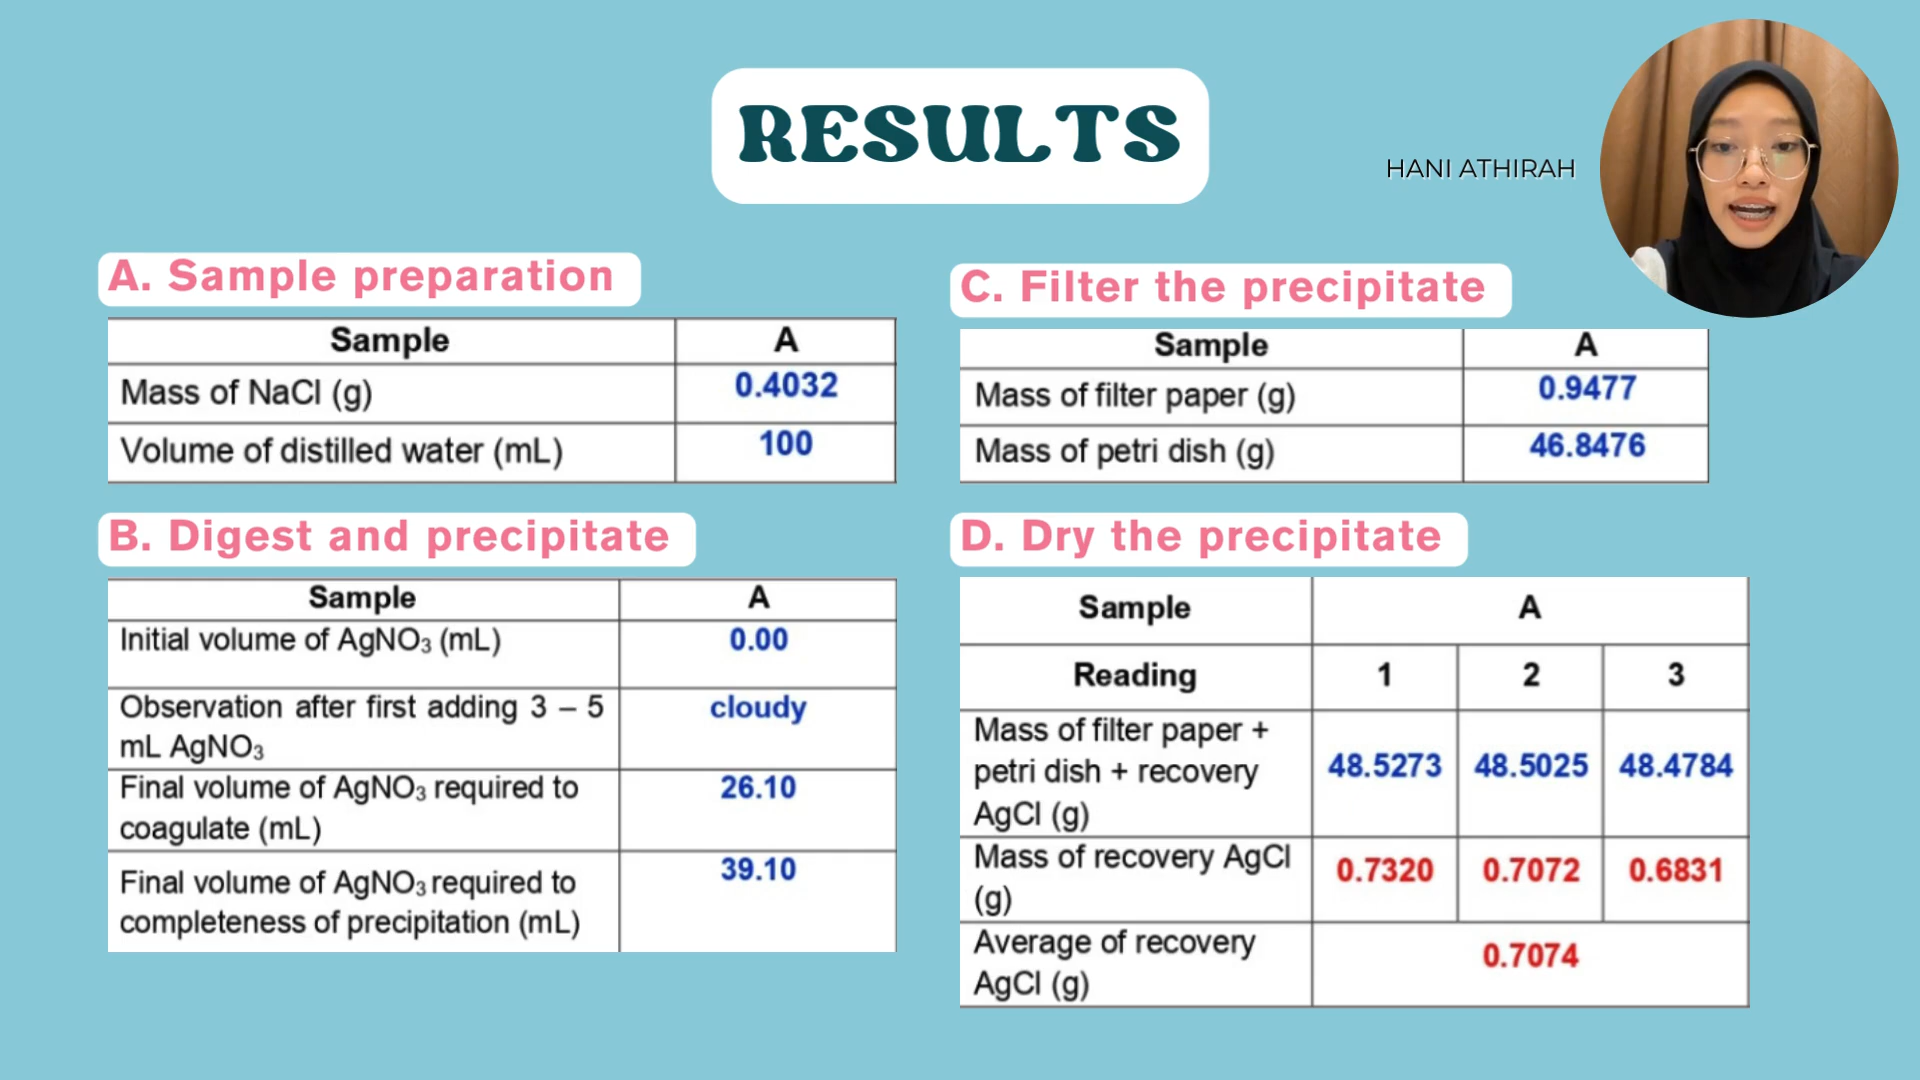 RESULTS
HANI ATHIRAH
A. Sample preparation
Sample A
Mass of NaCl (g) 0.4032
Volume of distilled water (mL) 100
B. Digest and precipitate
Sample A
Initial volume of AgNO₃ (mL) 0.00
Observation after first adding 3 – 5 cloudy
mL AgNO₃
Final volume of AgNO₃ required to 26.10
coagulate (mL)
Final volume of AgNO₃ required to 39.10
completeness of precipitation (mL)
C. Filter the precipitate
Sample A
Mass of filter paper (g) 0.9477
Mass of petri dish (g) 46.8476
D. Dry the precipitate
Sample A
Reading 1 2 3
Mass of filter paper +
petri dish + recovery 48.5273 48.5025 48.4784
AgCl (g)
Mass of recovery AgCl 0.7320 0.7072 0.6831
(g)
Average of recovery 0.7074
AgCl (g)